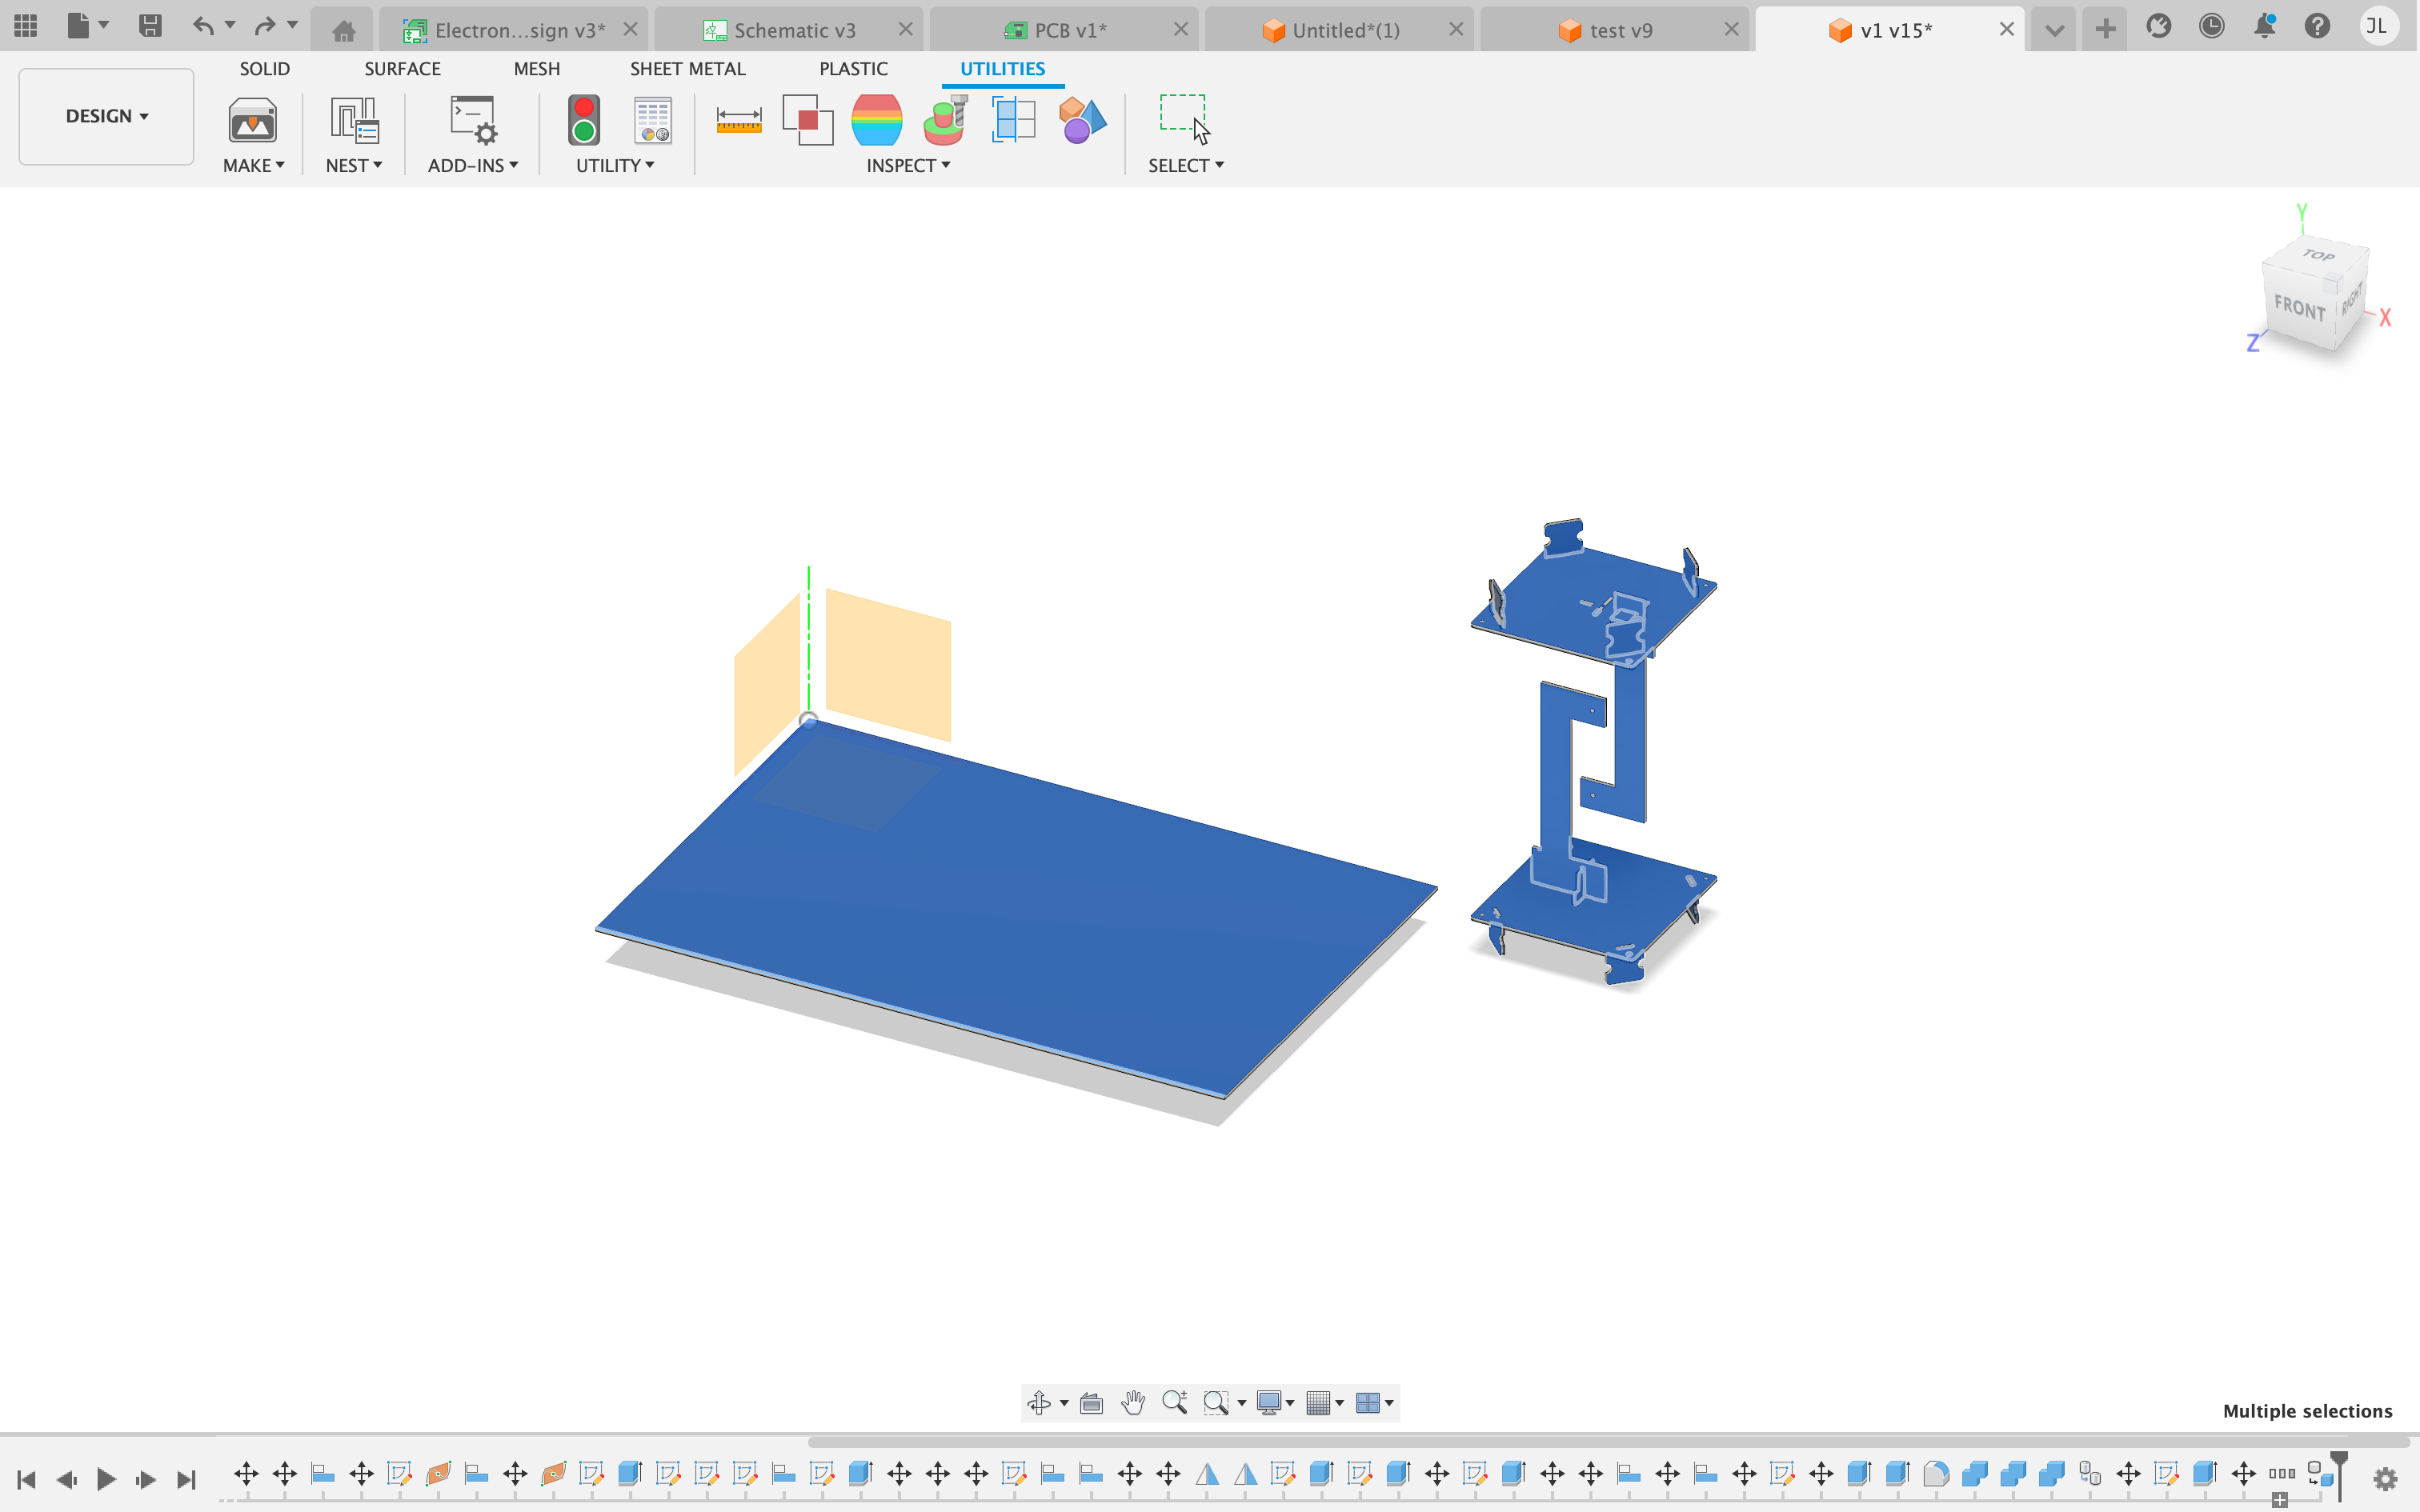 Electron...sign v3*
Schematic v3
PCB v1*
Untitled*(1)
test v9
v1 v15*
JL
SOLID
SURFACE
MESH
SHEET METAL
PLASTIC
UTILITIES
DESIGN
MAKE
NEST
ADD-INS
UTILITY
INSPECT
SELECT
Y
TOP
FRONT
RIGHT
X
Z
Multiple selections